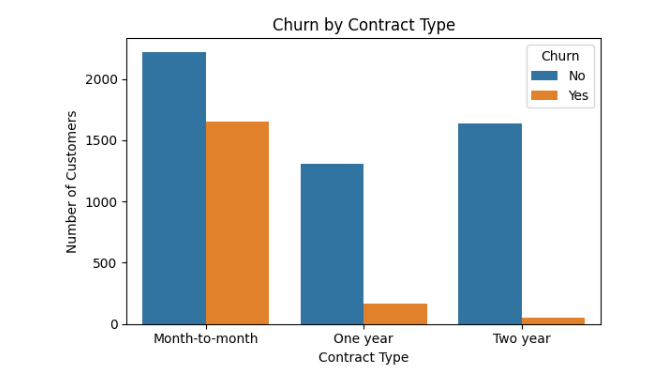 Churn by Contract Type
Churn
No
Yes
Number of Customers
2000
1500
1000
500
0
Month-to-month
One year
Two year
Contract Type